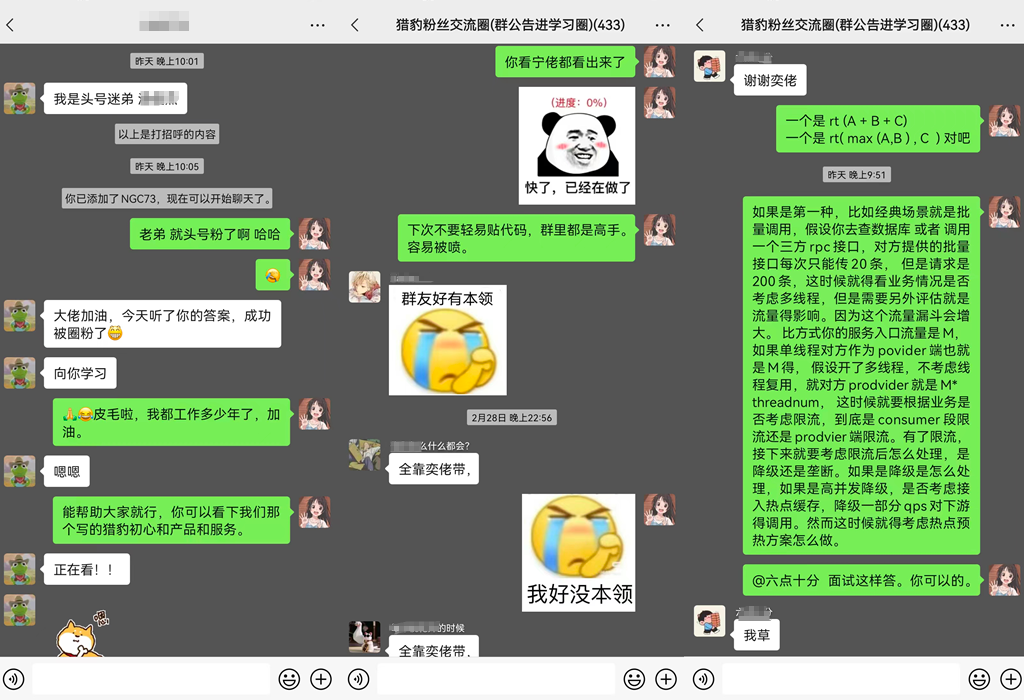 昨天 晚上10:01
我是头号迷弟
以上是打招呼的内容
昨天 晚上10:05
你已添加了NGC73，现在可以开始聊天了。
老弟 就头号粉了啊 哈哈
大佬加油，今天听了你的答案，成功
被圈粉了😁
向你学习
🙏😂皮毛啦，我都工作多少年了，加
油。
嗯嗯
能帮助大家就行，你可以看下我们那
个写的猎豹初心和产品和服务。
正在看！！
嗯!
猎豹粉丝交流圈(群公告进学习圈)(433)
你看宁佬都看出来了
(进度：0%)
快了，已经在做了
下次不要轻易贴代码，群里都是高手。
容易被喷。
群友好有本领
2月28日 晚上22:56
么什么都会?
全靠奕佬带，
我好没本领
的时候
全靠奕佬带，
猎豹粉丝交流圈(群公告进学习圈)(433)
谢谢奕佬
一个是 rt (A + B + C)
一个是 rt( max (A,B ) , C ) 对吧
昨天 晚上9:51
如果是第一种，比如经典场景就是批
量调用，假设你去查数据库 或者 调用
一个三方 rpc 接口，对方提供的批量
接口每次只能传 20 条， 但是请求是
200 条，这时候就得看业务情况是否
考虑多线程，但是需要另外评估就是
流量得影响。因为这个流量漏斗会增
大。 比方式你的服务入口流量是 M，
如果单线程对方作为 povider 端也就
是 M 得， 假设开了多线程，不考虑线
程复用，就对方 prodvider 就是 M*
threadnum， 这时候就要根据业务是
否考虑限流，到底是 consumer 段限
流还是 prodvier 端限流。有了限流，
接下来就要考虑限流后怎么处理，是
降级还是垄断。如果是降级是怎么处
理，如果是高并发降级，是否考虑接
入热点缓存，降级一部分 qps 对下游
得调用。然而这时候就得考虑热点预
热方案怎么做。
@六点十分 面试这样答。你可以的。
我草